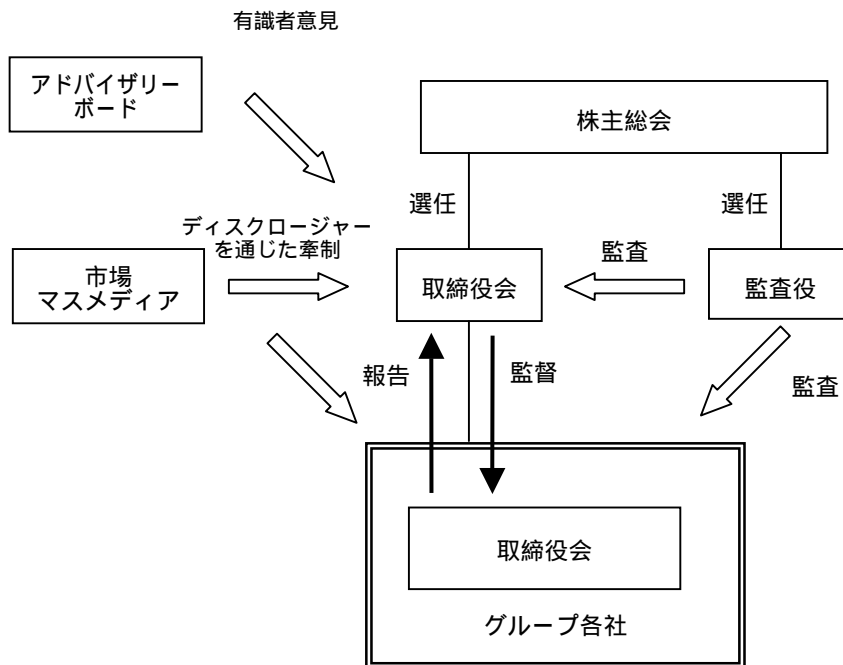 有識者意見
アドバイザリー
ボード
株主総会
選任
選任
ディスクロージャー
を通じた牽制
監査
市場
マスメディア
取締役会
監査役
報告
監督
監査
取締役会
グループ各社